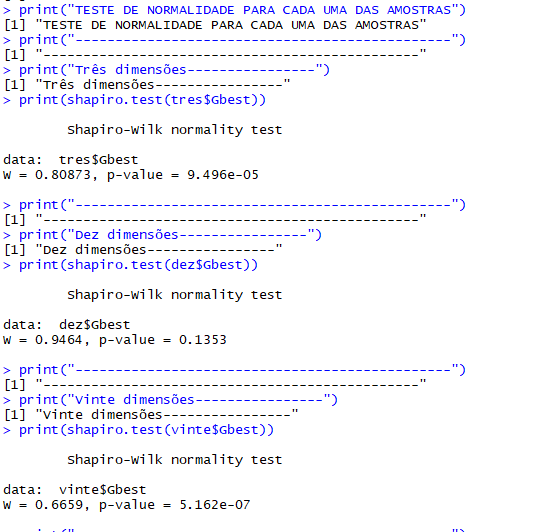 > print("TESTE DE NORMALIDADE PARA CADA UMA DAS AMOSTRAS")
[1] "TESTE DE NORMALIDADE PARA CADA UMA DAS AMOSTRAS"
> print("-----------------------------------------------")
[1] "-----------------------------------------------"
> print("Três dimensões----------------")
[1] "Três dimensões----------------"
> print(shapiro.test(tres$Gbest))
Shapiro-Wilk normality test
data:  tres$Gbest
W = 0.80873, p-value = 9.496e-05
> print("-----------------------------------------------")
[1] "-----------------------------------------------"
> print("Dez dimensões----------------")
[1] "Dez dimensões----------------"
> print(shapiro.test(dez$Gbest))
Shapiro-Wilk normality test
data:  dez$Gbest
W = 0.9464, p-value = 0.1353
> print("-----------------------------------------------")
[1] "-----------------------------------------------"
> print("Vinte dimensões----------------")
[1] "Vinte dimensões----------------"
> print(shapiro.test(vinte$Gbest))
Shapiro-Wilk normality test
data:  vinte$Gbest
W = 0.6659, p-value = 5.162e-07